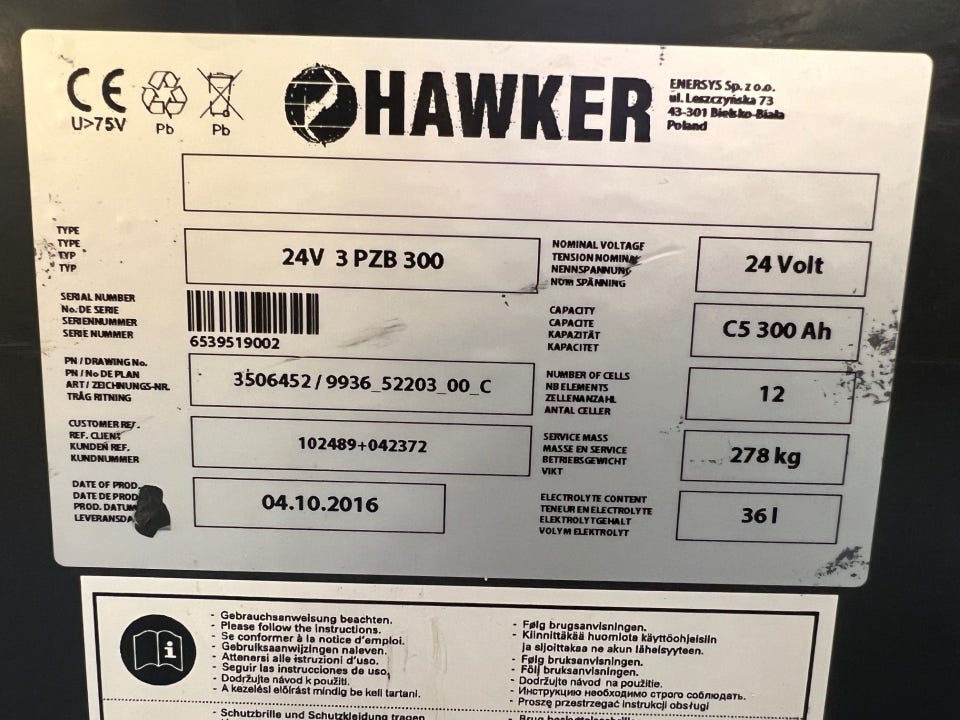 CE
U>75V
Pb
Pb
HAWKER
ENERSYS Sp. z o.o.
ul. Leszczyńska 73
43-301 Bielsko-Biała
Poland
TYPE
TYPE
TYP
TYP
24V 3 PZB 300
NOMINAL VOLTAGE
TENSION NOMINAL
NENNSPANNUNG
NOM SPÄNNING
24 Volt
SERIAL NUMBER
No. DE SERIE
SERIENNUMMER
SERIE NUMMER
6539519002
CAPACITY
CAPACITE
KAPAZITÄT
KAPACITET
C5 300 Ah
PN / DRAWING No.
PN / No DE PLAN
ART / ZEICHNUNGS-NR.
TRÅG RITNING
3506452 / 9936_52203_00_C
NUMBER OF CELLS
NB ELEMENTS
ZELLENANZAHL
ANTAL CELLER
12
CUSTOMER REF.
REF. CLIENT
KUNDEN REF.
KUNDNUMMER
102489+042372
SERVICE MASS
MASSE EN SERVICE
BETRIEBSGEWICHT
VIKT
278 kg
DATE OF PROD.
DATE DE PROD
PROD. DATUM
LEVERANSDA
04.10.2016
ELECTROLYTE CONTENT
TENEUR EN ELECTROLYTE
ELEKTROLYTGEHALT
VOLYM ELEKTROLYT
36 l
i
- Gebrauchsanweisung beachten.
- Please follow the instructions.
- Se conformer à la notice d'emploi.
- Gebruiksaanwijzingen naleven.
- Attenersi alle istruzioni d'uso.
- Seguir las instrucciones de uso.
- Dodržujte návod k použití.
- A kezelési előírást mindig be kell tartani.
- Følg brugsanvisningen.
- Kiinnittäkää huomiota käyttöohjeisiin
ja sijoittakaa ne akun läheisyyteen.
- Følg bruksanvisningen.
- Följ bruksanvisningen.
- Dodržujte návod na použitie.
- Инструкцию необходимо строго соблюдать.
- Proszę przestrzegać instrukcji obsługi
- Schutzbrille und Schutzkleidung tragen